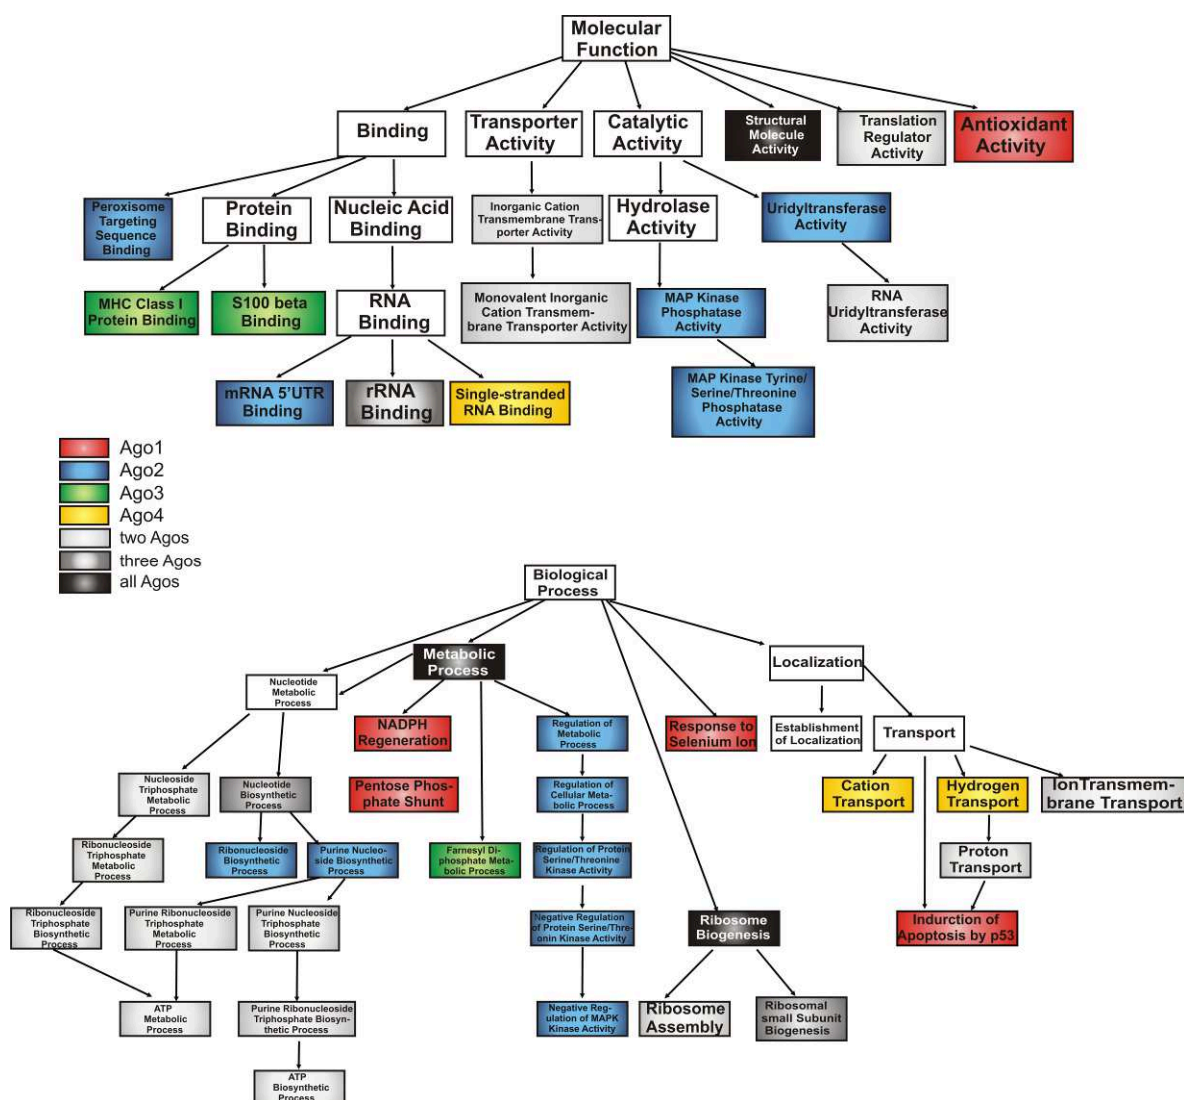 Molecular
Function
Binding
Transporter
Activity
Catalytic
Activity
Structural
Molecule
Activity
Translation
Regulator
Activity
Antioxidant
Activity
Peroxisome
Targeting
Sequence
Binding
Protein
Binding
Nucleic Acid
Binding
Inorganic Cation
Transmembrane Trans-
porter Activity
Hydrolase
Activity
Uridyltransferase
Activity
MHC Class I
Protein Binding
S100 beta
Binding
RNA
Binding
Monovalent Inorganic
Cation Transmem-
brane Transporter Activity
MAP Kinase
Phosphatase
Activity
RNA
Uridyltransferase
Activity
mRNA 5'UTR
Binding
rRNA
Binding
Single-stranded
RNA Binding
MAP Kinase Tyrine/
Serine/Threonine
Phosphatase
Activity
Ago1
Ago2
Ago3
Ago4
two Agos
three Agos
all Agos
Biological
Process
Metabolic
Process
Localization
Nucleotide
Metabolic
Process
NADPH
Regeneration
Regulation of
Metabolic
Process
Response to
Selenium Ion
Establishment
of Localization
Transport
Nucleoside
Triphosphate
Metabolic
Process
Nucleotide
Biosynthetic
Process
Pentose Phos-
phate Shunt
Regulation of
Cellular Meta-
bolic Process
Cation
Transport
Hydrogen
Transport
IonTransmem-
brane Transport
Ribonucleoside
Triphosphate
Metabolic
Process
Ribonucleoside
Biosynthetic
Process
Purine Nucleo-
side Biosynthetic
Process
Farnesyl Di-
phosphate Meta-
bolic Process
Regulation of Protein
Serine/Threonine
Kinase Activity
Proton
Transport
Ribonucleoside
Triphosphate
Biosynthetic
Process
Purine Ribonucleoside
Triphosphate
Metabolic
Process
Purine Nucleoside
Triphosphate
Biosynthetic
Process
Negative Regulation
of Protein Serine/Thre-
onin Kinase Activity
Ribosome
Biogenesis
Indurction of
Apoptosis by p53
ATP
Metabolic
Process
Purine Ribonucleoside
Triphosphate Biosyn-
thetic Process
Negative Reg-
ulation of MAPK
Kinase Activity
Ribosome
Assembly
Ribosomal
small Subunit
Biogenesis
ATP
Biosynthetic
Process